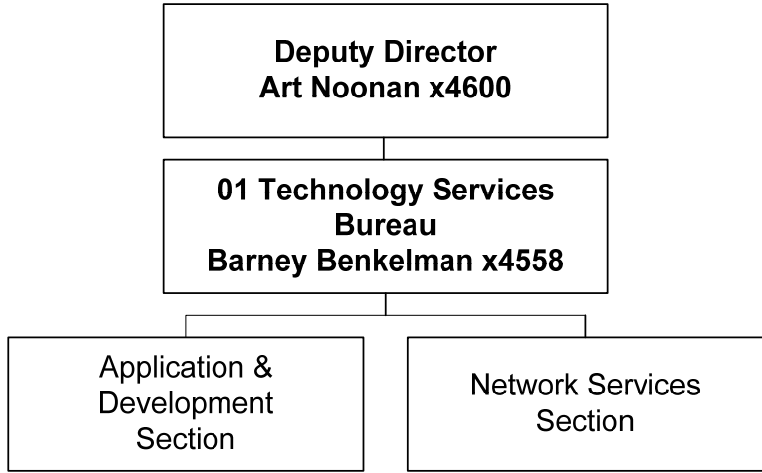 Deputy Director
Art Noonan x4600
01 Technology Services
Bureau
Barney Benkelman x4558
Application &
Development
Section
Network Services
Section